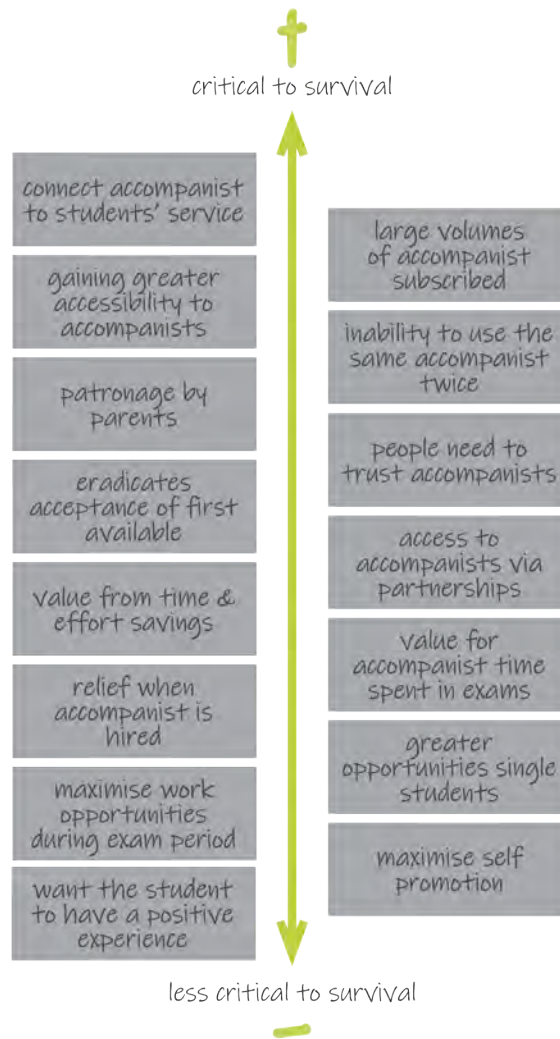 critical to survival
connect accompanist
to students' service
gaining greater
accessibility to
accompanists
patronage by
parents
eradicates
acceptance of first
available
value from time &
effort savings
relief when
accompanist is
hired
maximise work
opportunities
during exam period
want the student
to have a positive
experience
large volumes
of accompanist
subscribed
inability to use the
same accompanist
twice
people need to
trust accompanists
access to
accompanists via
partnerships
value for
accompanist time
spent in exams
greater
opportunities single
students
maximise self
promotion
less critical to survival